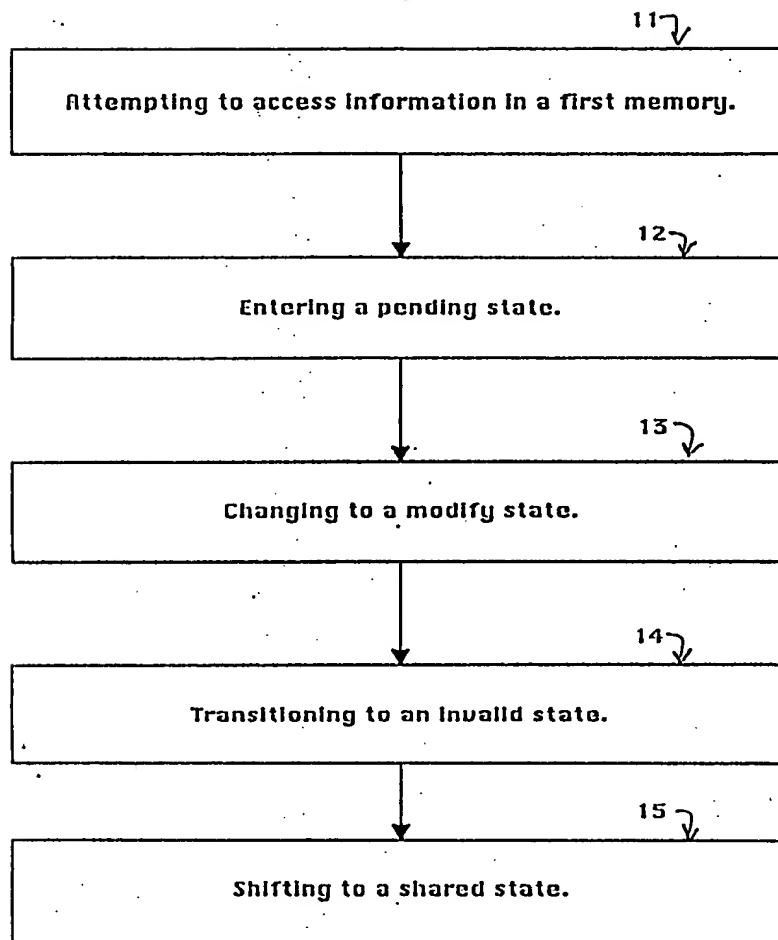 11
Attempting to access information in a first memory.
12
Entering a pending state.
13
Changing to a modify state.
14
Transitioning to an invalid state.
15
Shifting to a shared state.